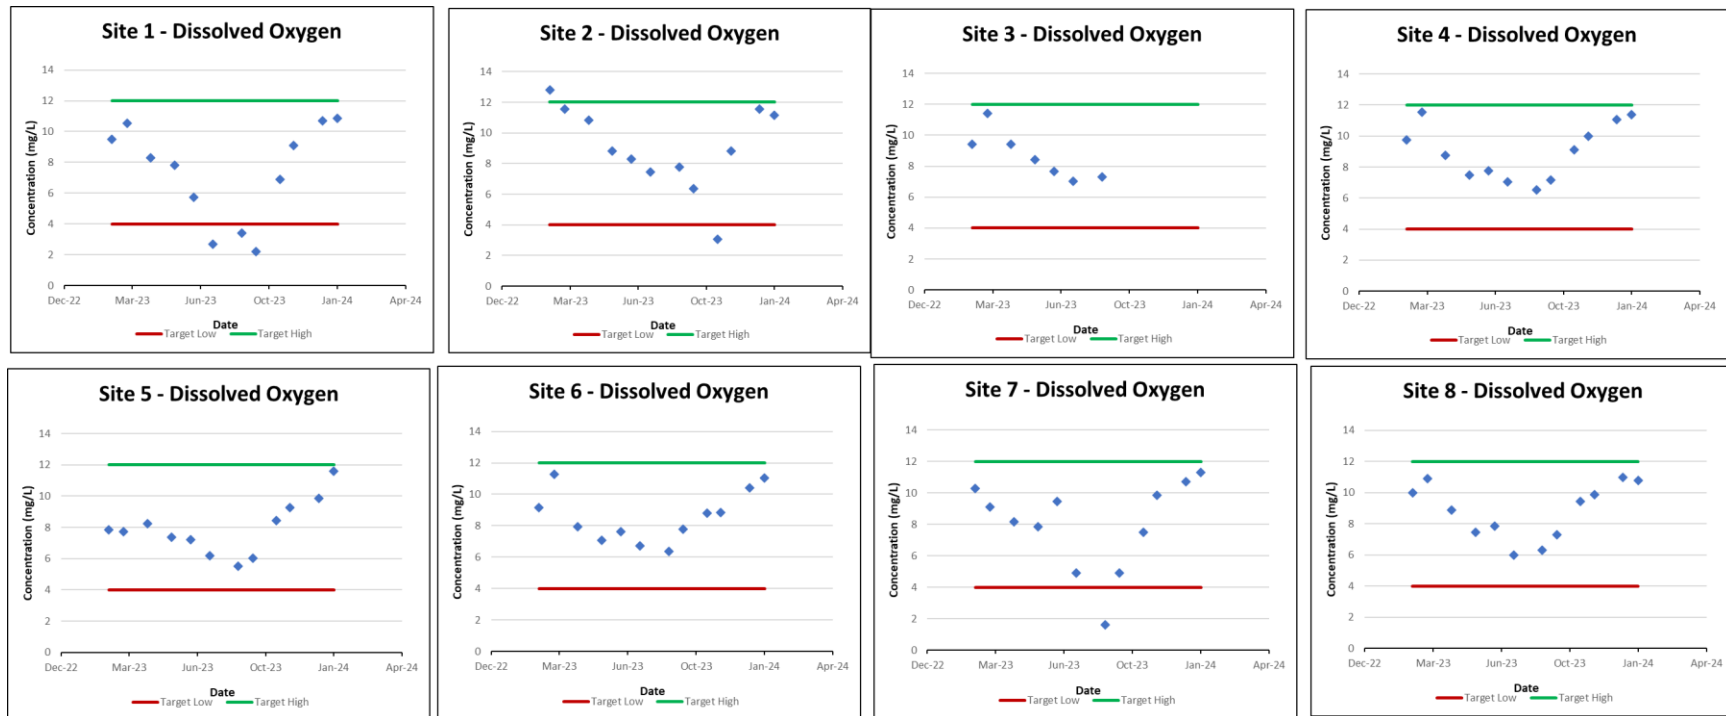 Site 1 - Dissolved Oxygen
Concentration (mg/L)
14
12
10
8
6
4
2
0
Dec-22 Mar-23 Jun-23 Oct-23 Jan-24 Apr-24
Date
Target Low Target High
Site 2 - Dissolved Oxygen
Concentration (mg/L)
14
12
10
8
6
4
2
0
Dec-22 Mar-23 Jun-23 Oct-23 Jan-24 Apr-24
Date
Target Low Target High
Site 3 - Dissolved Oxygen
Concentration (mg/L)
14
12
10
8
6
4
2
0
Dec-22 Mar-23 Jun-23 Oct-23 Jan-24 Apr-24
Date
Target Low Target High
Site 4 - Dissolved Oxygen
Concentration (mg/L)
14
12
10
8
6
4
2
0
Dec-22 Mar-23 Jun-23 Oct-23 Jan-24 Apr-24
Date
Target Low Target High
Site 5 - Dissolved Oxygen
Concentration (mg/L)
14
12
10
8
6
4
2
0
Dec-22 Mar-23 Jun-23 Oct-23 Jan-24 Apr-24
Date
Target Low Target High
Site 6 - Dissolved Oxygen
Concentration (mg/L)
14
12
10
8
6
4
2
0
Dec-22 Mar-23 Jun-23 Oct-23 Jan-24 Apr-24
Date
Target Low Target High
Site 7 - Dissolved Oxygen
Concentration (mg/L)
14
12
10
8
6
4
2
0
Dec-22 Mar-23 Jun-23 Oct-23 Jan-24 Apr-24
Date
Target Low Target High
Site 8 - Dissolved Oxygen
Concentration (mg/L)
14
12
10
8
6
4
2
0
Dec-22 Mar-23 Jun-23 Oct-23 Jan-24 Apr-24
Date
Target Low Target High